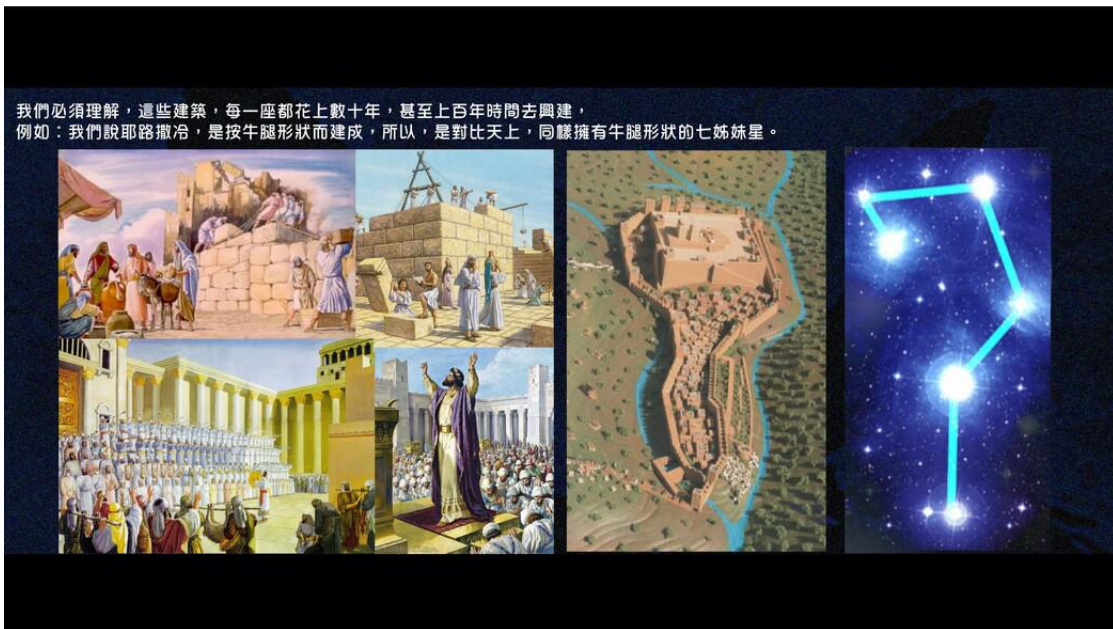 我們必須理解，這些建築，每一座都花上數十年，甚至上百年時間去興建，
例如：我們說耶路撒冷，是按牛腿形狀而建成，所以，是對比天上，同樣擁有牛腿形狀的七姊妹星。